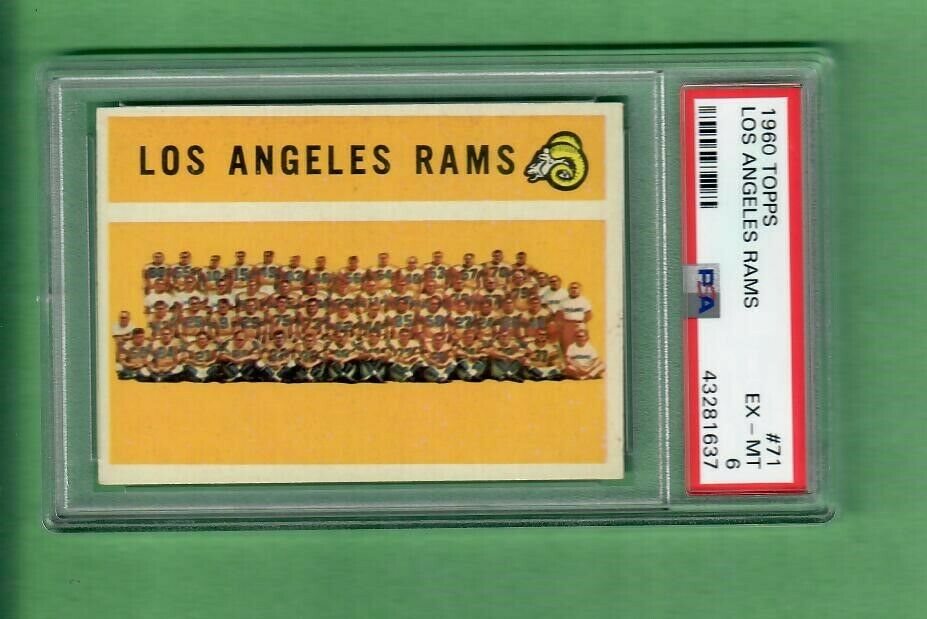 LOS ANGELES RAMS
1960 TOPPS
LOS ANGELES RAMS
#71
EX - MT
6
PSA
43281637